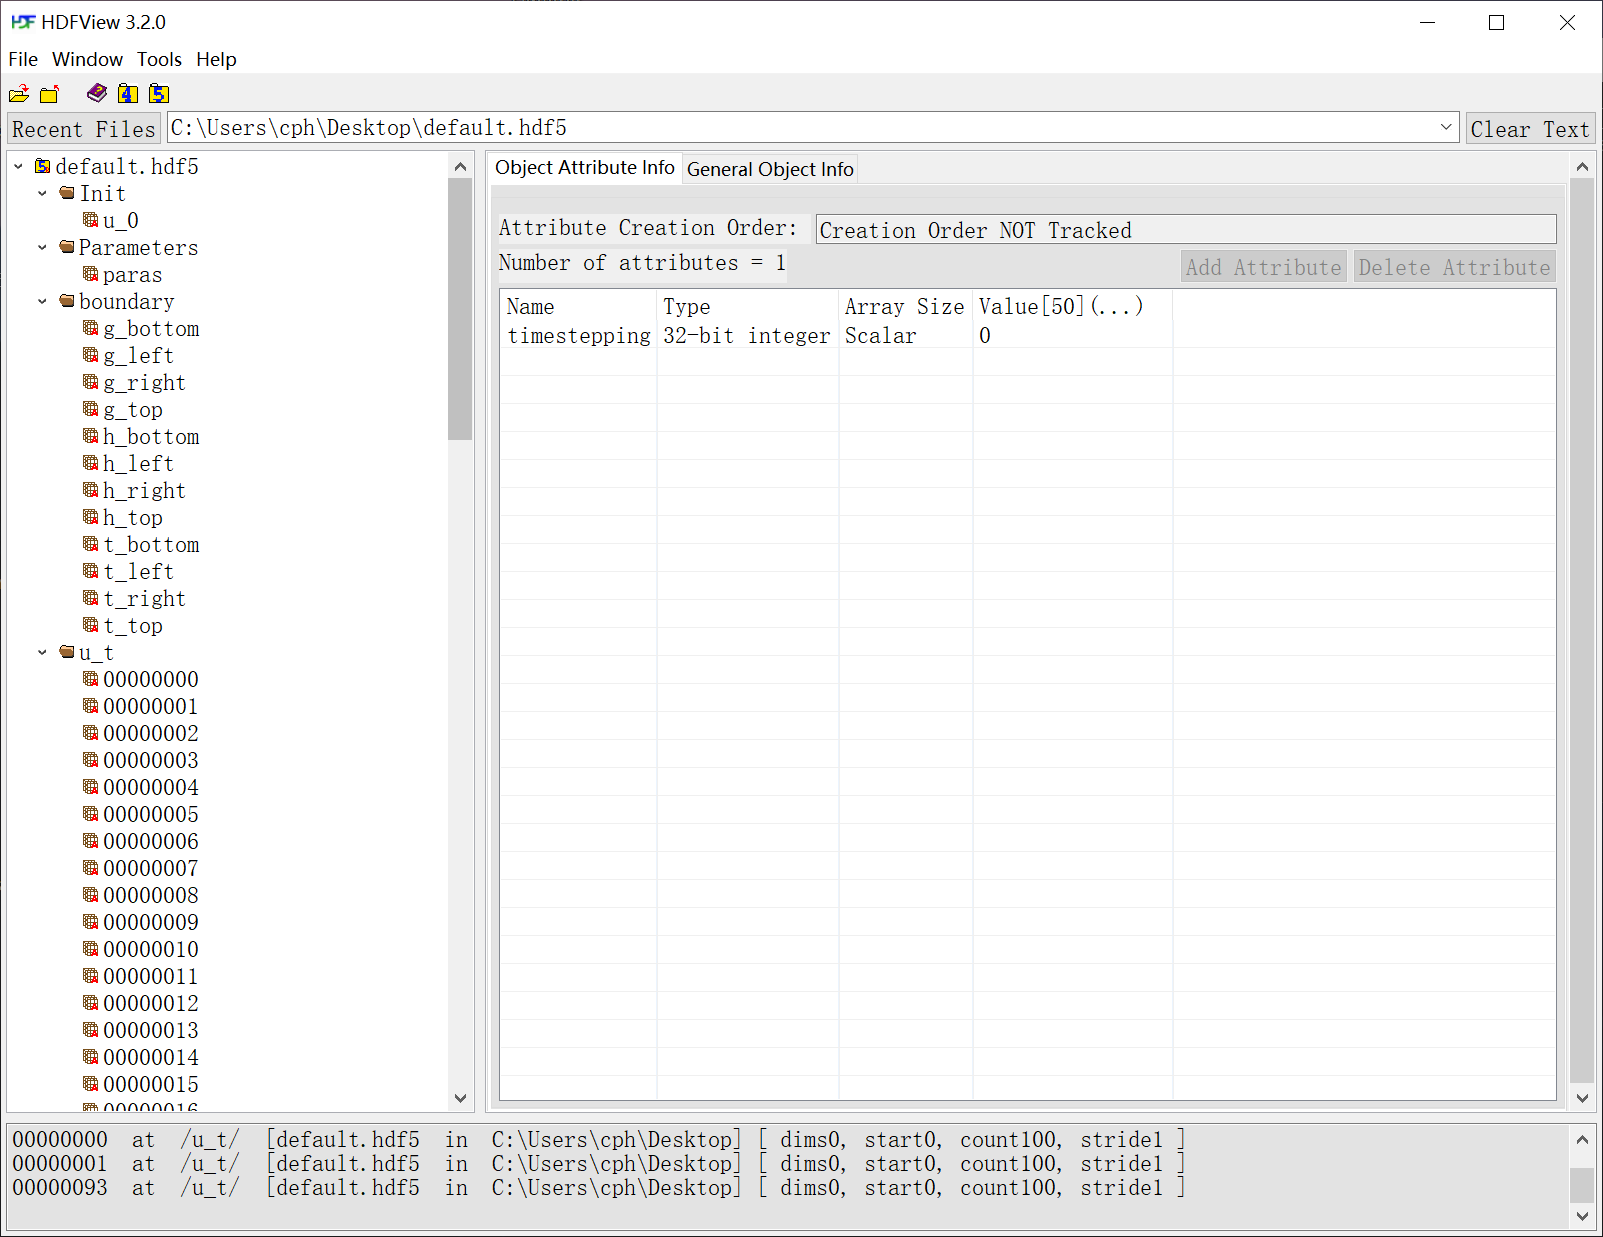 HDF HDFView 3.2.0
File Window Tools Help
4 5
Recent Files C:\Users\cph\Desktop\default.hdf5 Clear Text
5 default.hdf5
Init
u_0
Parameters
paras
boundary
g_bottom
g_left
g_right
g_top
h_bottom
h_left
h_right
h_top
t_bottom
t_left
t_right
t_top
u_t
00000000
00000001
00000002
00000003
00000004
00000005
00000006
00000007
00000008
00000009
00000010
00000011
00000012
00000013
00000014
00000015
00000016
Object Attribute Info General Object Info
Attribute Creation Order: Creation Order NOT Tracked
Number of attributes = 1 Add Attribute Delete Attribute
Name Type Array Size Value[50](...)
timestepping 32-bit integer Scalar 0
00000000 at /u_t/ [default.hdf5 in C:\Users\cph\Desktop] [ dims0, start0, count100, stride1 ]
00000001 at /u_t/ [default.hdf5 in C:\Users\cph\Desktop] [ dims0, start0, count100, stride1 ]
00000093 at /u_t/ [default.hdf5 in C:\Users\cph\Desktop] [ dims0, start0, count100, stride1 ]